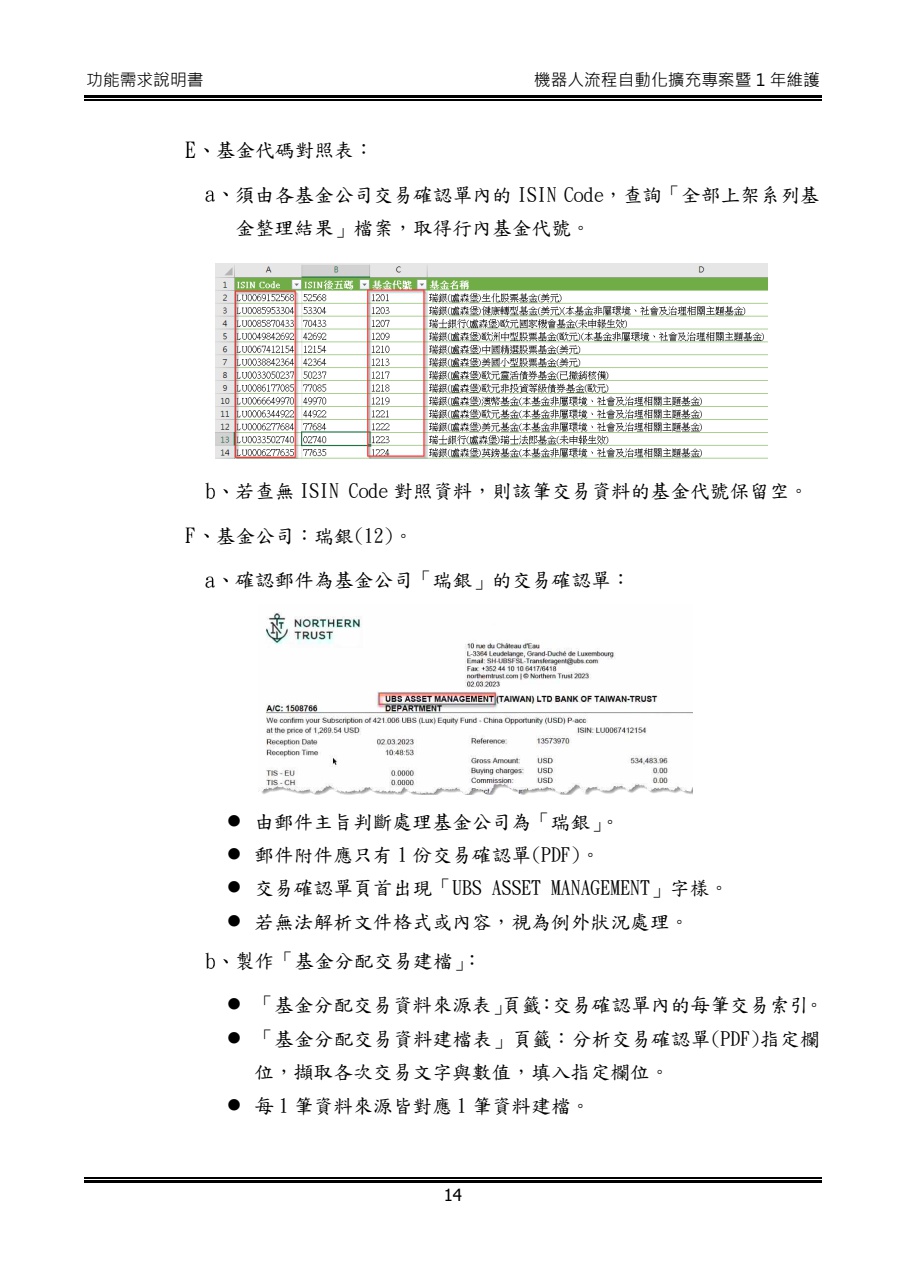 功能需求說明書 機器人流程自動化擴充專案暨 1 年維護
E、基金代碼對照表：
a、須由各基金公司交易確認單內的 ISIN Code，查詢「全部上架系列基
金整理結果」檔案，取得行內基金代號。
A B C D
1 ISIN Code ISIN後五碼 基金代號 基金名稱
2 LU0069152568 52568 1201 瑞銀(盧森堡)生化股票基金(美元)
3 LU0085953304 53304 1203 瑞銀(盧森堡)健康轉型基金(美元)(本基金非屬環境、社會及治理相關主題基金)
4 LU0085870433 70433 1207 瑞士銀行(盧森堡)歐元國家機會基金(未申報生效)
5 LU0049842692 42692 1209 瑞銀(盧森堡)歐洲中型股票基金(歐元)(本基金非屬環境、社會及治理相關主題基金)
6 LU0067412154 12154 1210 瑞銀(盧森堡)中國精選股票基金(美元)
7 LU0038842364 42364 1213 瑞銀(盧森堡)美國小型股票基金(美元)
8 LU0033050237 50237 1217 瑞銀(盧森堡)歐元靈活債券基金(已撤銷核備)
9 LU0086177085 77085 1218 瑞銀(盧森堡)歐元非投資等級債券基金(歐元)
10 LU0066649970 49970 1219 瑞銀(盧森堡)澳幣基金(本基金非屬環境、社會及治理相關主題基金)
11 LU0006344922 44922 1221 瑞銀(盧森堡)歐元基金(本基金非屬環境、社會及治理相關主題基金)
12 LU0006277684 77684 1222 瑞銀(盧森堡)美元基金(本基金非屬環境、社會及治理相關主題基金)
13 LU0033502740 02740 1223 瑞士銀行(盧森堡)瑞士法郎基金(未申報生效)
14 LU0006277635 77635 1224 瑞銀(盧森堡)英鎊基金(本基金非屬環境、社會及治理相關主題基金)
b、若查無 ISIN Code 對照資料，則該筆交易資料的基金代號保留空。
F、基金公司：瑞銀(12)。
a、確認郵件為基金公司「瑞銀」的交易確認單：
NORTHERN
TRUST
10 rue du Château d'Eau
L-3364 Leudelange, Grand-Duché de Luxembourg
Email: SH-UBSFSL-Transferagent@ubs.com
Fax: +352 44 10 10 6417/6418
northerntrust.com | © Northern Trust 2023
02.03.2023
UBS ASSET MANAGEMENT (TAIWAN) LTD BANK OF TAIWAN-TRUST
A/C: 1508766 DEPARTMENT
We confirm your Subscription of 421.006 UBS (Lux) Equity Fund - China Opportunity (USD) P-acc
at the price of 1,269.54 USD ISIN: LU0067412154
Reception Date 02.03.2023 Reference: 13573970
Reception Time 10:48:53
Gross Amount: USD 534,483.96
TIS - EU 0.0000 Buying charges: USD 0.00
TIS - CH 0.0000 Commission: USD 0.00
● 由郵件主旨判斷處理基金公司為「瑞銀」。
● 郵件附件應只有 1 份交易確認單(PDF)。
● 交易確認單頁首出現「UBS ASSET MANAGEMENT」字樣。
● 若無法解析文件格式或內容，視為例外狀況處理。
b、製作「基金分配交易建檔」：
● 「基金分配交易資料來源表」頁籤：交易確認單內的每筆交易索引。
● 「基金分配交易資料建檔表」頁籤：分析交易確認單(PDF)指定欄
位，擷取各次交易文字與數值，填入指定欄位。
● 每 1 筆資料來源皆對應 1 筆資料建檔。
14